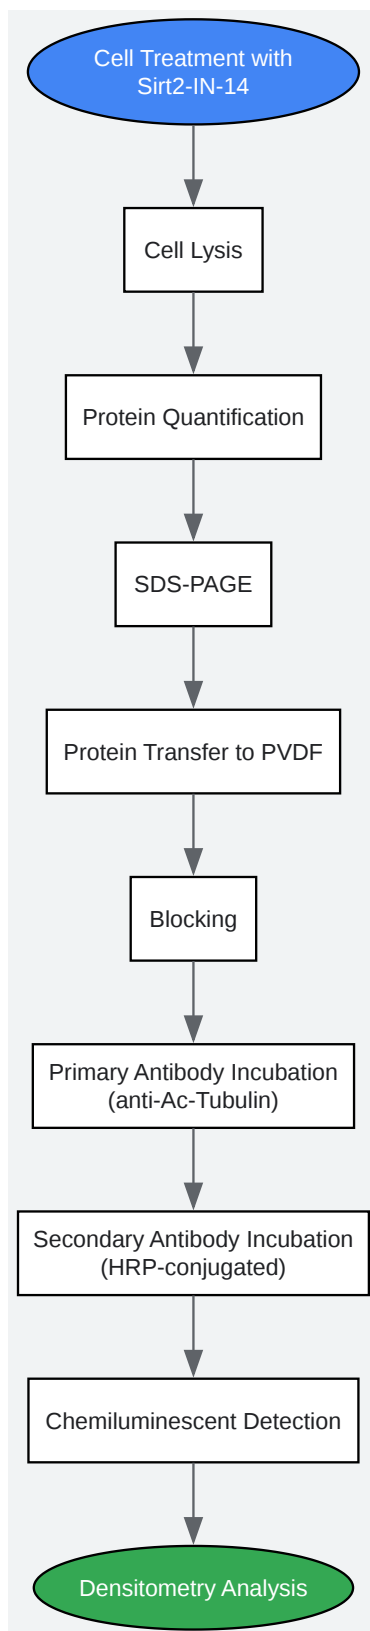 Cell Treatment with
Sirt2-IN-14
Cell Lysis
Protein Quantification
SDS-PAGE
Protein Transfer to PVDF
Blocking
Primary Antibody Incubation
(anti-Ac-Tubulin)
Secondary Antibody Incubation
(HRP-conjugated)
Chemiluminescent Detection
Densitometry Analysis